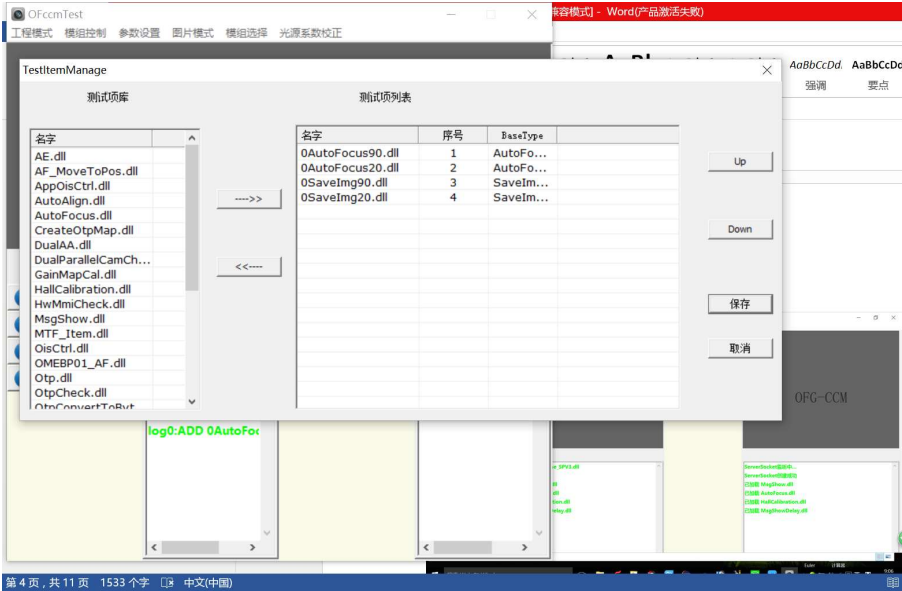 OFccmTest
兼容模式] - Word(产品激活失败)
工程模式 模组控制 参数设置 图片模式 模组选择 光源系数校正
AaBbCcDd. AaBbCcDd
强调 要点
TestItemManage
测试项库 测试项列表
名字
AE.dll
AF_MoveToPos.dll
AppOisCtrl.dll
AutoAlign.dll
AutoFocus.dll
CreateOtpMap.dll
DualAA.dll
DualParallelCamCh...
GainMapCal.dll
HallCalibration.dll
HwMmiCheck.dll
MsgShow.dll
MTF_Item.dll
OisCtrl.dll
OMEBP01_AF.dll
Otp.dll
OtpCheck.dll
OtpConvertToByt
---->>
<<----
名字 序号 BaseType
0AutoFocus90.dll 1 AutoFo...
0AutoFocus20.dll 2 AutoFo...
0SaveImg90.dll 3 SaveIm...
0SaveImg20.dll 4 SaveIm...
Up
Down
保存
取消
OFG-CCM
log0:ADD 0AutoFoc
已加载 MsgShow.dll
已加载 AutoFocus.dll
已加载 HallCalibration.dll
已加载 MsgShowDelay.dll
9:06
第 4 页，共 11 页 1533 个字 中文(中国)